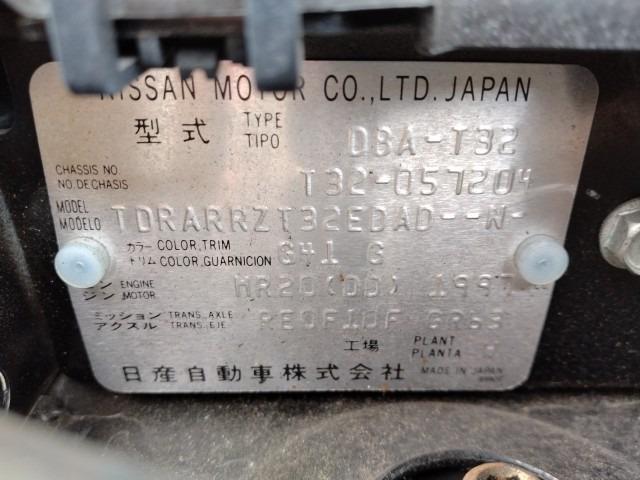 NISSAN MOTOR CO.,LTD. JAPAN
型式 TYPE TIPO DBA-T32
CHASSIS NO. NO. DE CHASIS T32-057204
MODEL MODELO TDRARRZT32EDAD--N-
カラー トリム COLOR, TRIM COLOR, GUARNICION G41 G
ン ENGINE ジン MOTOR MR20(DD) 1997
ミッション アクスル TRANS., AXLE TRANS., EJE RE0F10F GR63
工場 PLANT PLANTA
日産自動車株式会社 MADE IN JAPAN